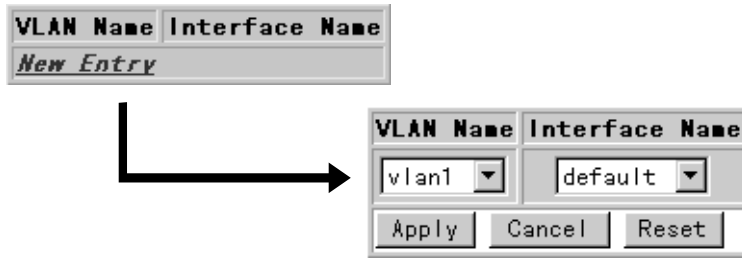 VLAN Name Interface Name
New Entry
VLAN Name Interface Name
vlan1 default
Apply Cancel Reset